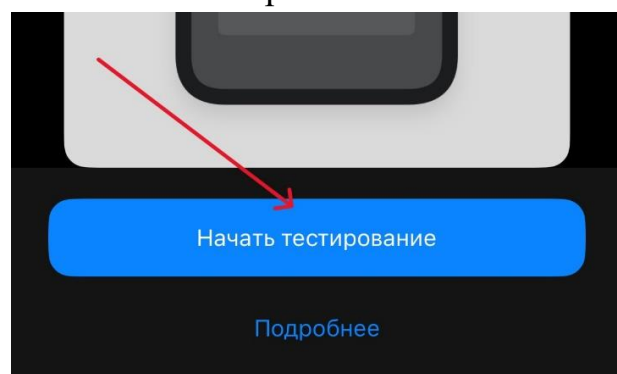 Начать тестирование
Подробнее